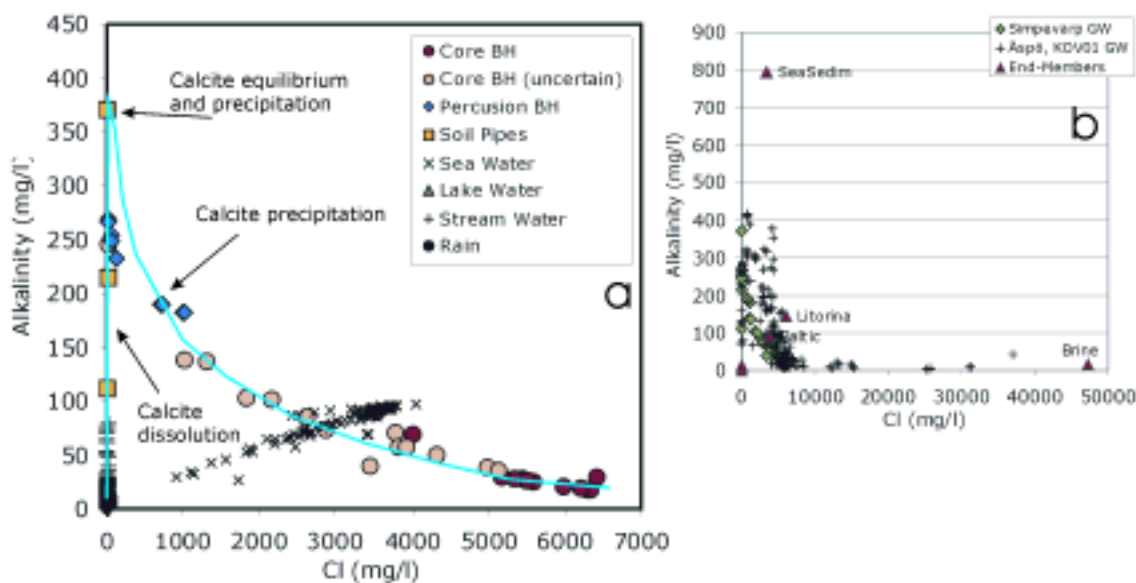 450
400
350
300
250
200
150
100
50
0
Alkalinity (mg/l)
0 1000 2000 3000 4000 5000 6000 7000
Cl (mg/l)
Calcite equilibrium
and precipitation
Calcite precipitation
Calcite
dissolution
Core BH
Core BH (uncertain)
Percusion BH
Soil Pipes
Sea Water
Lake Water
Stream Water
Rain
a
900
800
700
600
500
400
300
200
100
0
Alkalinity (mg/l)
0 10000 20000 30000 40000 50000
Cl (mg/l)
Simpevarp GW
Äspö, KOV01 GW
End-Members
SeaSedim
b
Litorina
Baltic
Brine